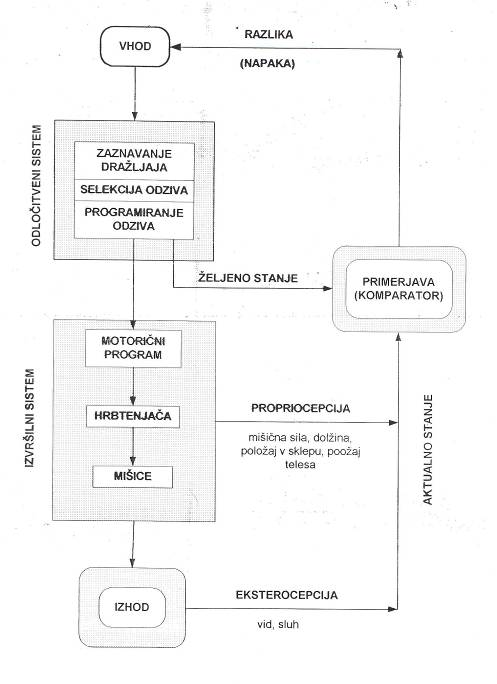 VHOD
RAZLIKA
(NAPAKA)
ODLOČITVENI SISTEM
ZAZNAVANJE
DRAŽLJAJA
SELEKCIJA ODZIVA
PROGRAMIRANJE
ODZIVA
ŽELJENO STANJE
PRIMERJAVA
(KOMPARATOR)
IZVRŠILNI SISTEM
MOTORIČNI
PROGRAM
HRBTENJAČA
MIŠICE
PROPRIOCEPCIJA
mišična sila, dolžina,
položaj v sklepu, poožaj
telesa
AKTUALNO STANJE
IZHOD
EKSTEROCEPCIJA
vid, sluh